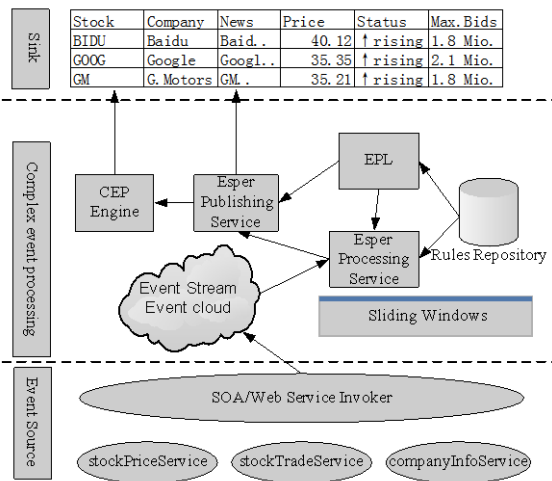 Sink
Stock Company News Price Status Max.Bids
BIDU Baidu Baid.. 40.12 ↑rising 1.8 Mio.
GOOG Google Googl.. 35.35 ↑rising 2.1 Mio.
GM G.Motors GM.. 35.21 ↑rising 1.8 Mio.
Complex event processing
CEP
Engine
Esper
Publishing
Service
EPL
Esper
Processing
Service
Rules Repository
Event Stream
Event cloud
Sliding Windows
Event Source
SOA/Web Service Invoker
stockPriceService
stockTradeService
companyInfoService